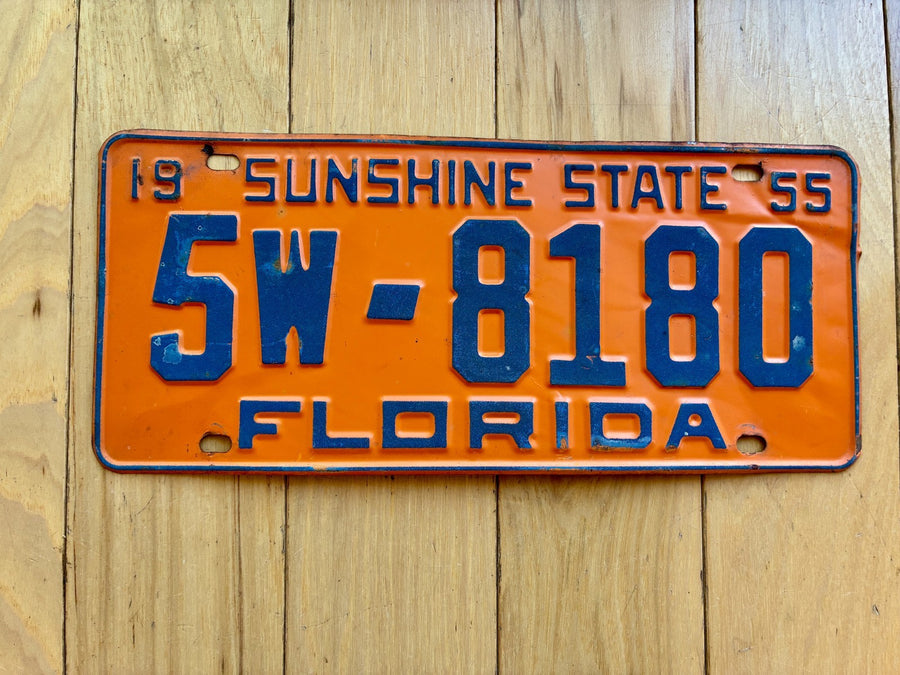 19 SUNSHINE STATE 55
5W-8180
FLORIDA